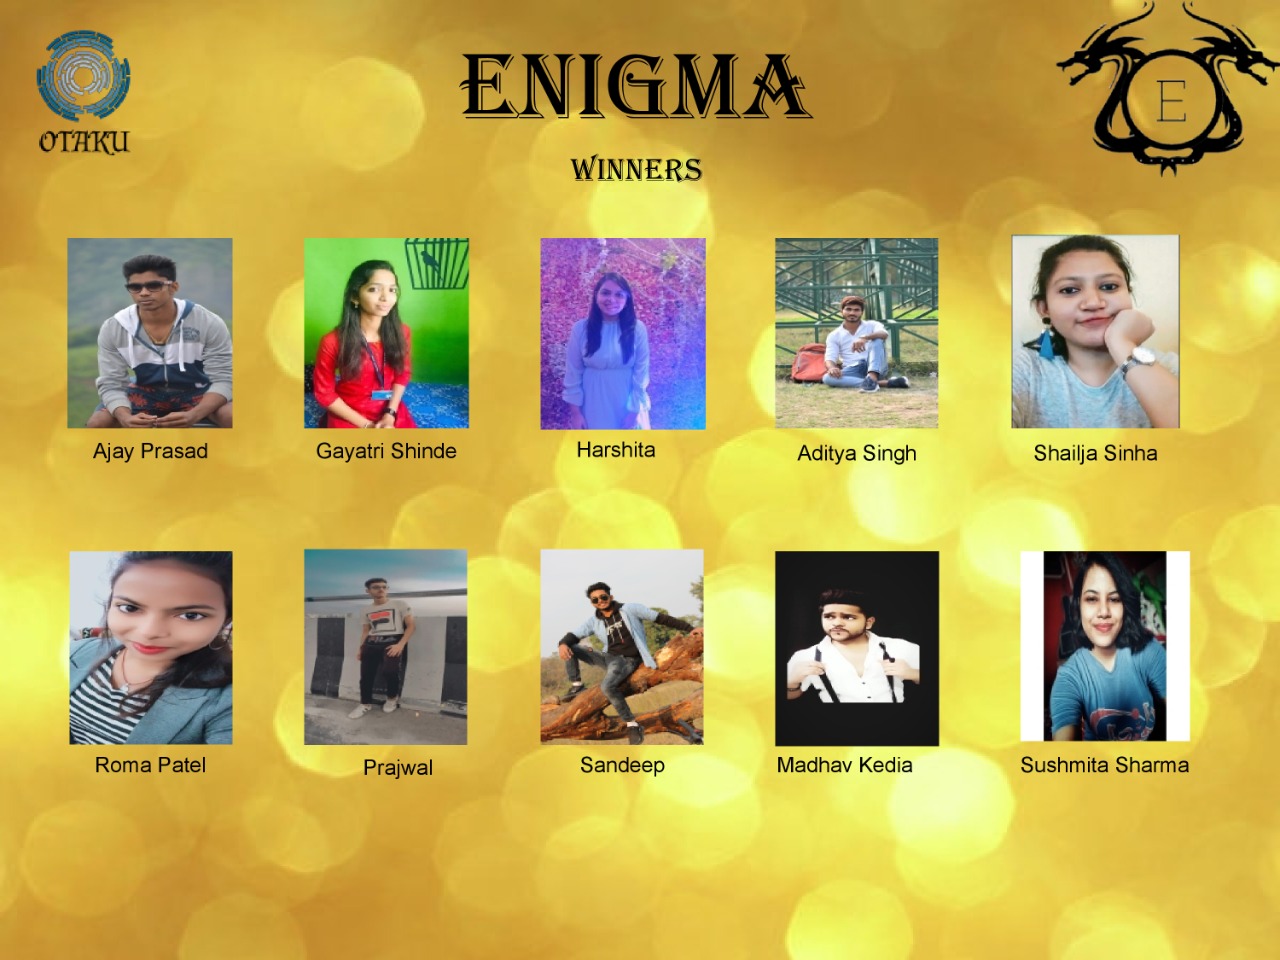 ENIGMA
OTAKU
E
WINNERS
Ajay Prasad
Gayatri Shinde
Harshita
Aditya Singh
Shailja Sinha
Roma Patel
Prajwal
Sandeep
Madhav Kedia
Sushmita Sharma